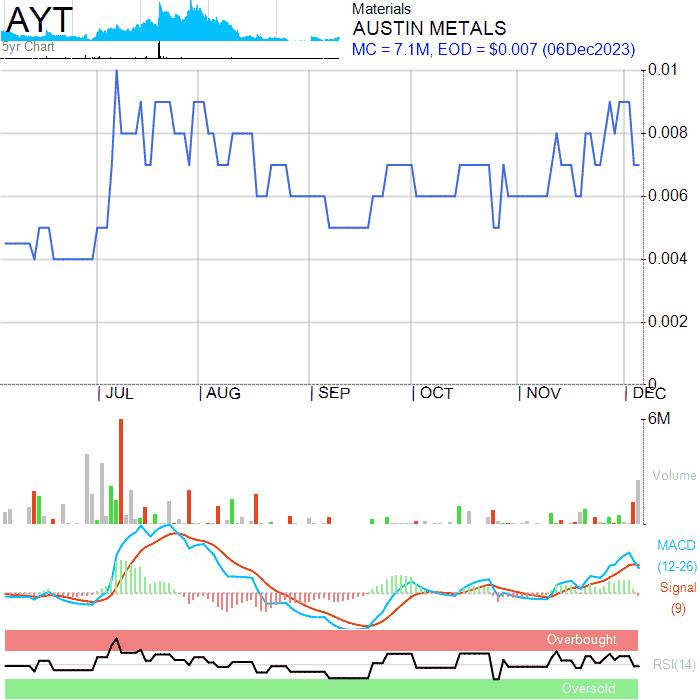 AYT
5yr Chart
Materials
AUSTIN METALS
MC = 7.1M, EOD = $0.007 (06Dec2023)
0.01
0.008
0.006
0.004
0.002
0
JUL AUG SEP OCT NOV DEC
6M
Volume
MACD
(12-26)
Signal
(9)
Overbought
RSI(14)
Oversold